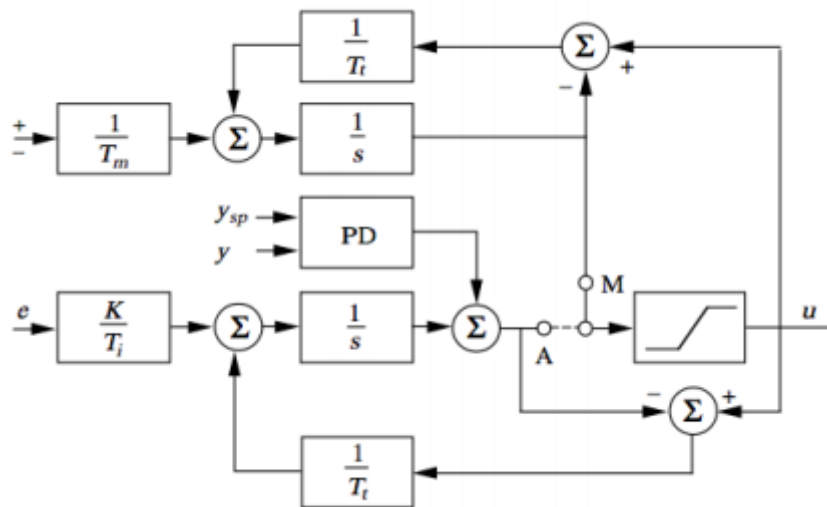 1
T_t
Σ
+
−
+
−
1
T_m
Σ
1
s
y_sp
y
PD
M
e
K
T_i
Σ
1
s
Σ
A
u
−
Σ
+
1
T_t